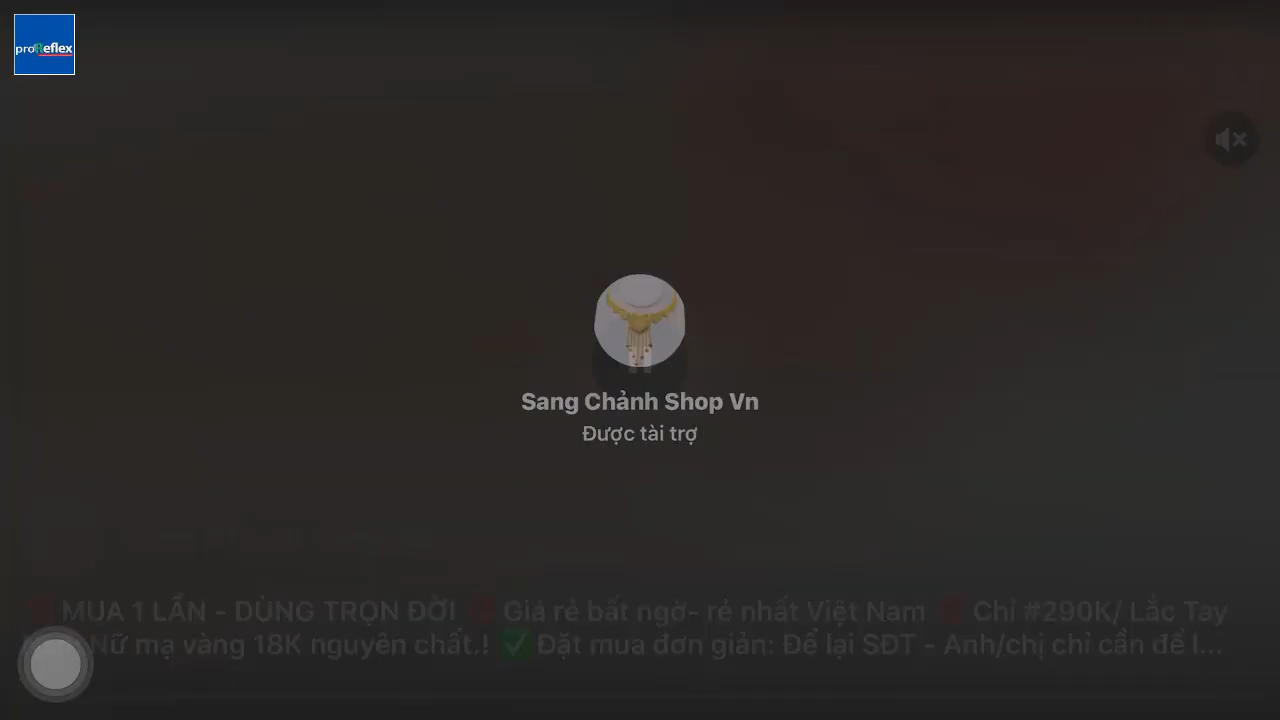 profReflex
Sang Chảnh Shop Vn
Được tài trợ
MUA 1 LẦN - DÙNG TRỌN ĐỜI Giá rẻ bất ngờ- rẻ nhất Việt Nam Chỉ #290K/ Lắc Tay
Nữ mạ vàng 18K nguyên chất.! ✅ Đặt mua đơn giản: Để lại SĐT - Anh/chị chỉ cần để l...